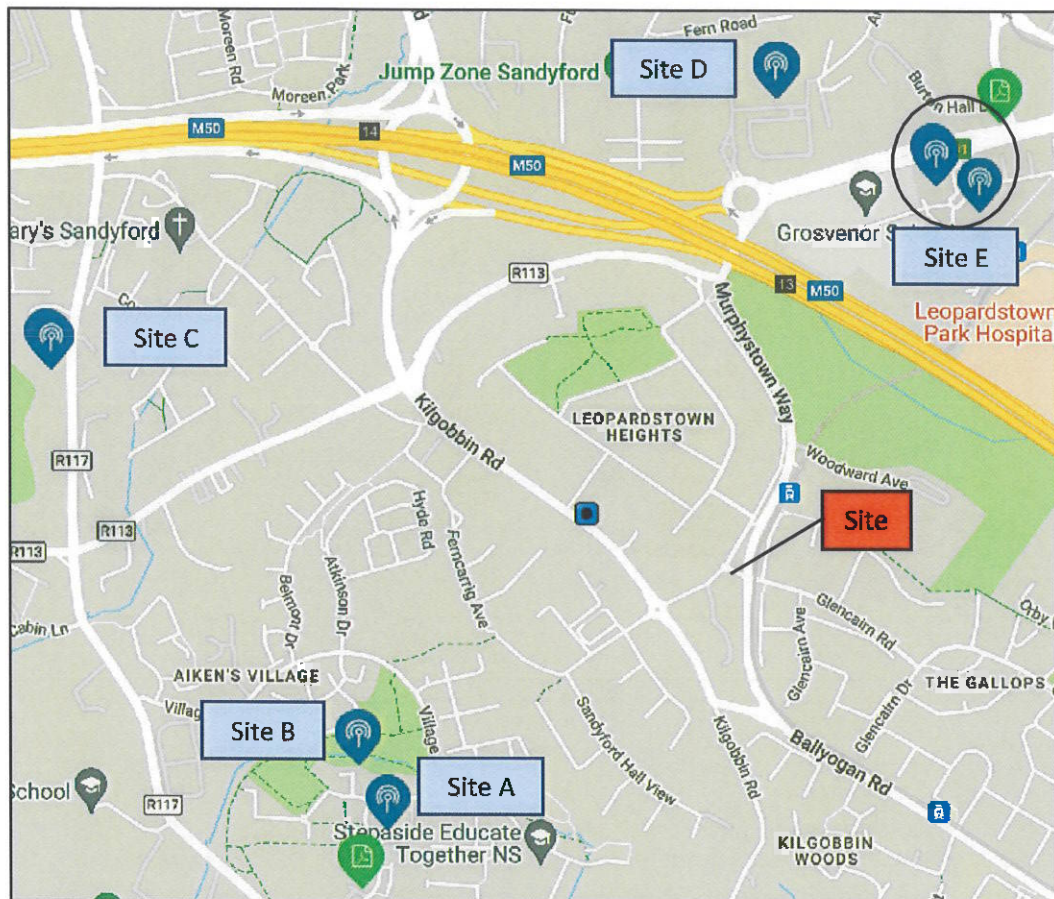 Moreen Rd
Moreen Park
Fern Road
Jump Zone Sandyford
Site D
M50
14
M50
Grosvenor
Site E
ary's Sandyford
R113
13
M50
Leopardstown
Park Hospita
Site C
Murphystown Way
LEOPARDSTOWN
HEIGHTS
Kilgobbin Rd
R117
Woodward Ave
Site
R113
R113
Hyde Rd
Ferncarrig Ave
Atkinson Dr
Belmont Dr
Glencairn Rd
Orby
Cabin Ln
AIKEN'S VILLAGE
Glencairn Ave
THE GALLOPS
Glencairn Dr
Villag
Village
Site B
Sandyford Hall View
Kilgobbin Rd
Ballyogan Rd
School
R117
Site A
Stepaside Educate
Together NS
KILGOBBIN
WOODS